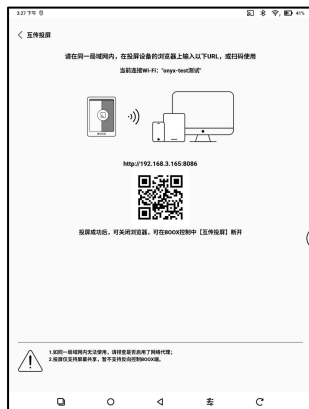 3:27 下午
41%
互传投屏
请在同一局域网内，在投屏设备的浏览器上输入以下URL，或扫码使用
当前连接Wi-Fi："onyx-test测试"
http://192.168.3.165:8086
投屏成功后，可关闭浏览器，可在BOOX控制中【互传投屏】断开
1.如同一局域网内无法使用，请检查是否启用了网络代理；
2.投屏仅支持屏幕共享，暂不支持反向控制BOOX端。